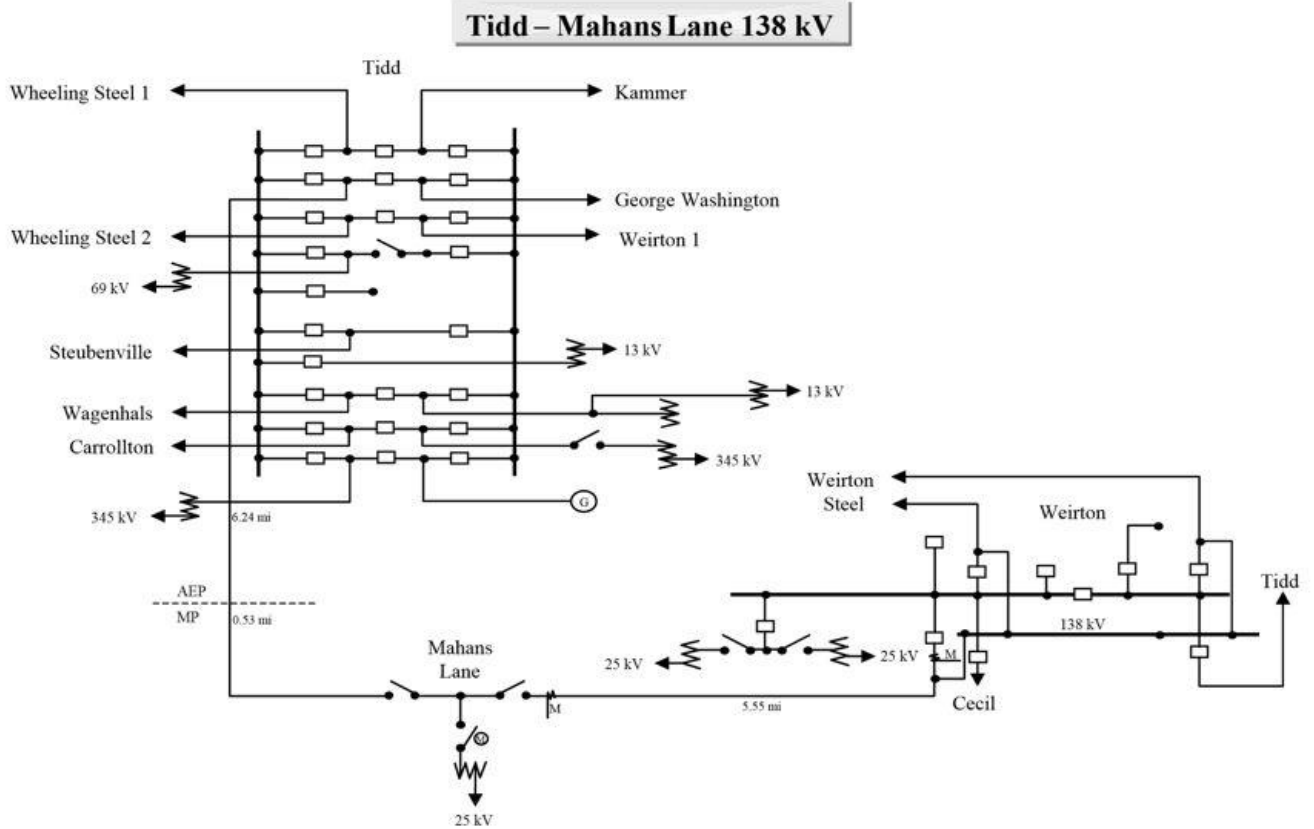 Tidd – Mahans Lane 138 kV
Tidd
Wheeling Steel 1
Kammer
George Washington
Wheeling Steel 2
Weirton 1
69 kV
Steubenville
13 kV
Wagenhals
13 kV
Carrollton
345 kV
G
345 kV
6.24 mi
Weirton
Steel
Weirton
Tidd
AEP
MP
0.53 mi
138 kV
Mahans
Lane
25 kV
25 kV
M
Cecil
M
5.55 mi
M
25 kV